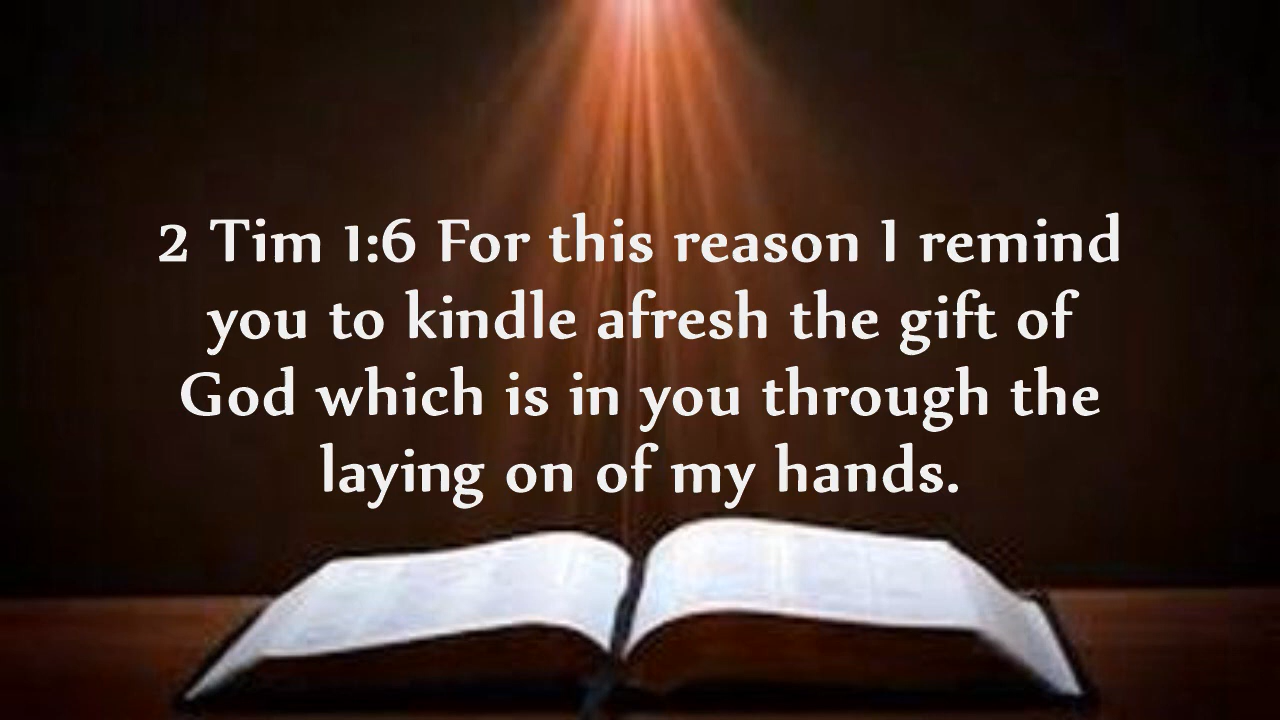 2 Tim 1:6 For this reason I remind
you to kindle afresh the gift of
God which is in you through the
laying on of my hands.